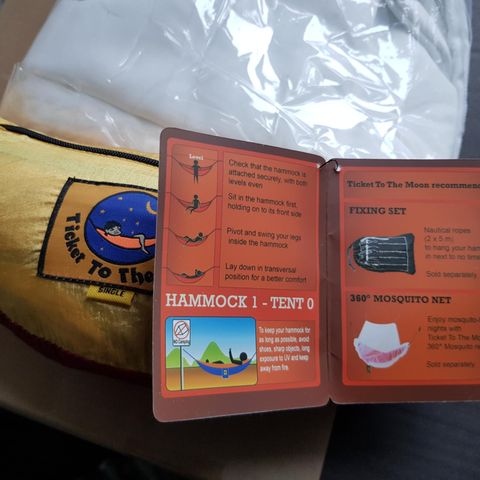 Ticket To The
SINGLE
Level
Check that the hammock is
attached securely, with both
levels even
Sit in the hammock first,
holding on to its front side
Pivot and swing your legs
inside the hammock
Lay down in transversal
position for a better comfort
HAMMOCK 1 - TENT 0
NO Camping
To keep your hammock for
as long as possible, avoid
shoes, sharp objects, long
exposure to UV and keep
away from fire.
Ticket To The Moon recommen
FIXING SET
Nautical ropes
(2 x 5 m)
to hang your ham
in next to no time
Sold separately
360° MOSQUITO NET
Enjoy mosquito-
nights with
Ticket To The Mo
360° Mosquito n
Sold separately